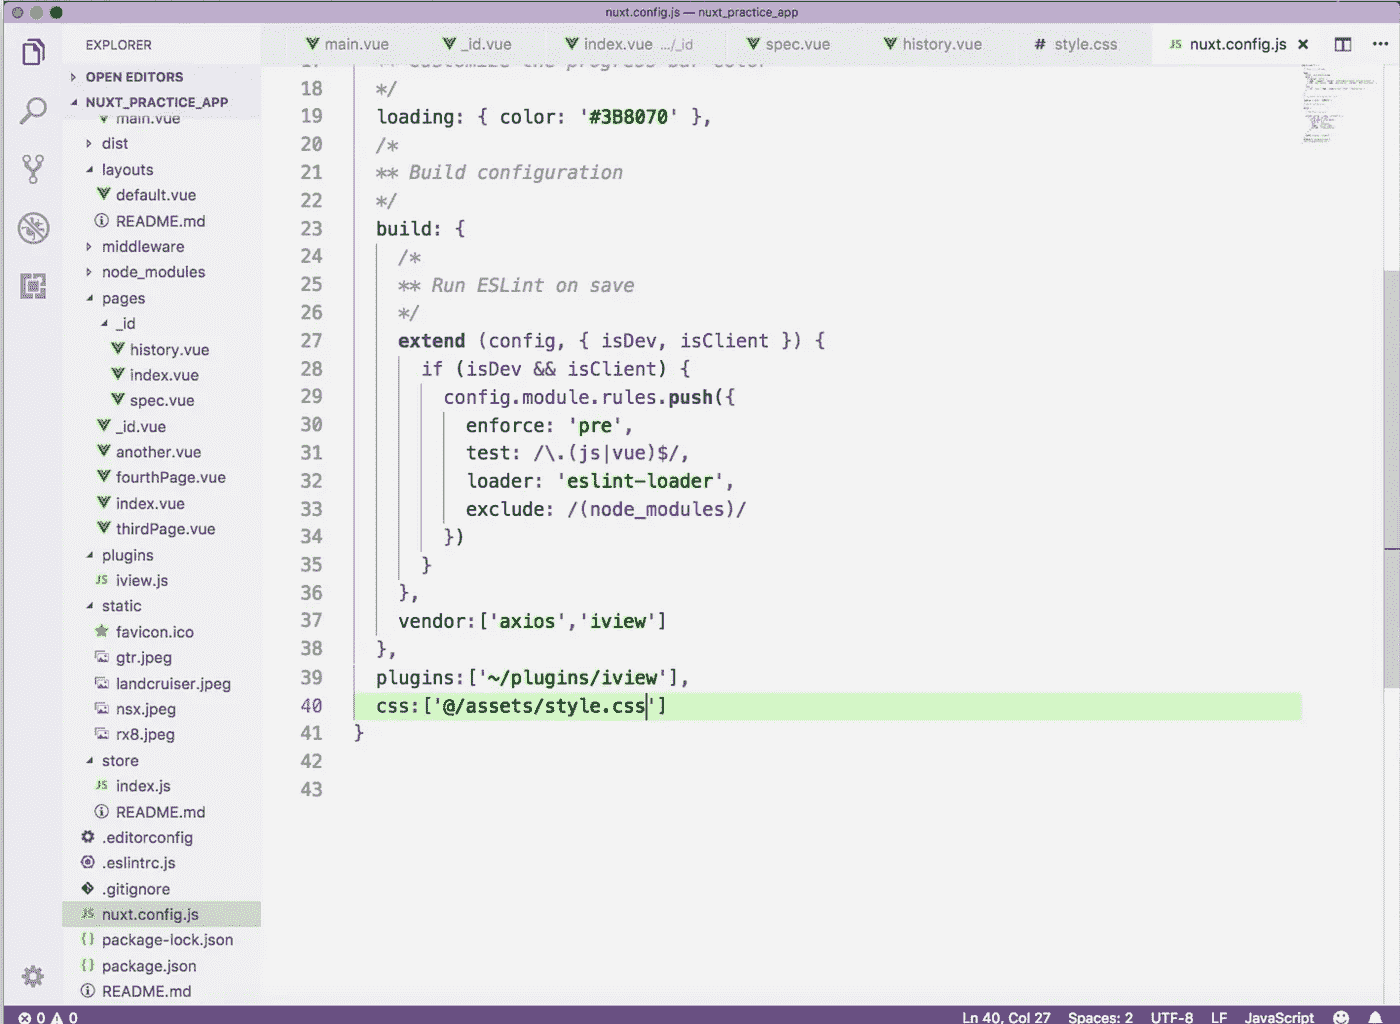 nuxt.config.js — nuxt_practice_app
EXPLORER
main.vue
_id.vue
index.vue .../_id
spec.vue
history.vue
# style.css
JS nuxt.config.js ×
OPEN EDITORS
NUXT_PRACTICE_APP
main.vue
dist
layouts
default.vue
README.md
middleware
node_modules
pages
_id
history.vue
index.vue
spec.vue
_id.vue
another.vue
fourthPage.vue
index.vue
thirdPage.vue
plugins
JS iview.js
static
favicon.ico
gtr.jpeg
landcruiser.jpeg
nsx.jpeg
rx8.jpeg
store
JS index.js
README.md
.editorconfig
.eslintrc.js
.gitignore
JS nuxt.config.js
{} package-lock.json
{} package.json
README.md
17 ** Customize the progress bar color
18 */
19 loading: { color: '#3B8070' },
20 /*
21 ** Build configuration
22 */
23 build: {
24 /*
25 ** Run ESLint on save
26 */
27 extend (config, { isDev, isClient }) {
28 if (isDev && isClient) {
29 config.module.rules.push({
30 enforce: 'pre',
31 test: /\.(js|vue)$/,
32 loader: 'eslint-loader',
33 exclude: /(node_modules)/
34 })
35 }
36 },
37 vendor:['axios','iview']
38 },
39 plugins:['~/plugins/iview'],
40 css:['@/assets/style.css']
41 }
42
43
0 0
Ln 40, Col 27 Spaces: 2 UTF-8 LF JavaScript